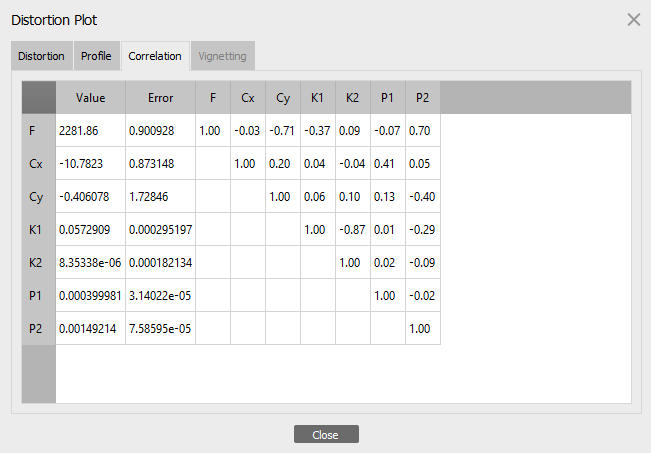 Distortion Plot
Distortion Profile Correlation Vignetting
Value Error F Cx Cy K1 K2 P1 P2
F 2281.86 0.900928 1.00 -0.03 -0.71 -0.37 0.09 -0.07 0.70
Cx -10.7823 0.873148 1.00 0.20 0.04 -0.04 0.41 0.05
Cy -0.406078 1.72846 1.00 0.06 0.10 0.13 -0.40
K1 0.0572909 0.000295197 1.00 -0.87 0.01 -0.29
K2 8.35338e-06 0.000182134 1.00 0.02 -0.09
P1 0.000399981 3.14022e-05 1.00 -0.02
P2 0.00149214 7.58595e-05 1.00
Close